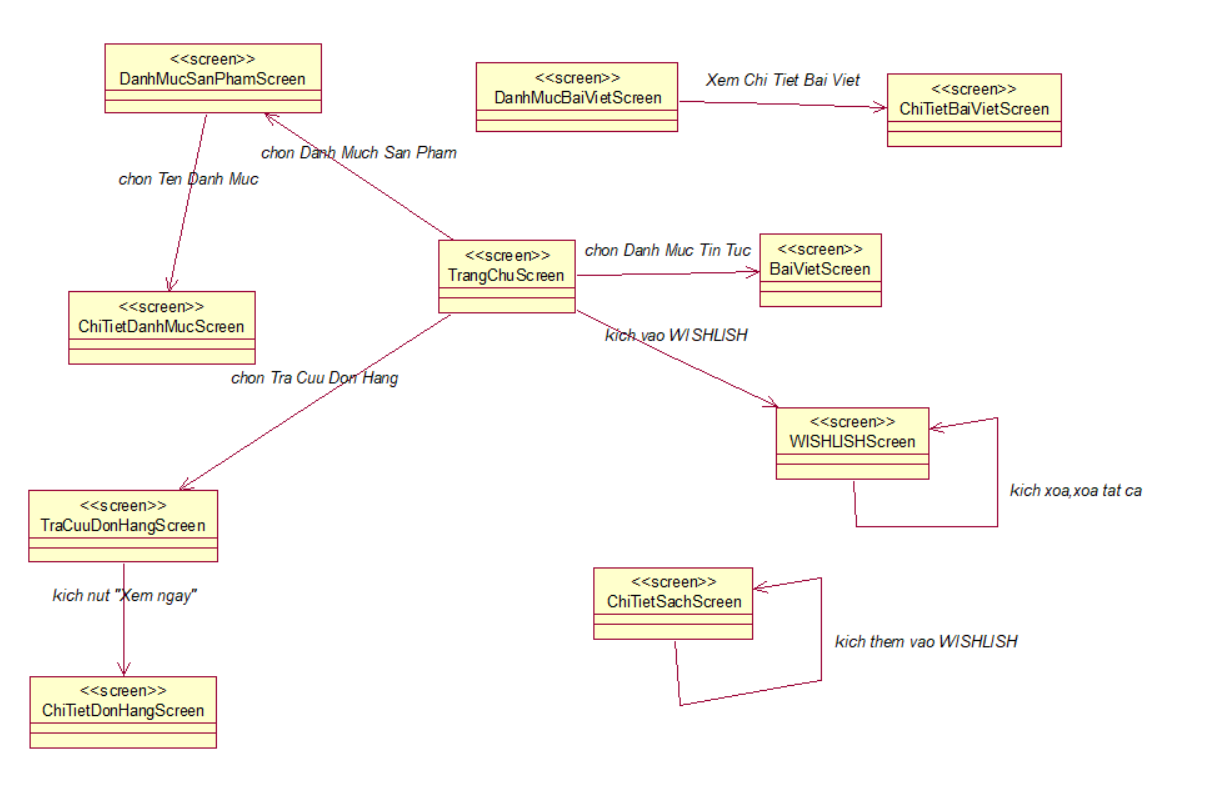 <<screen>>
DanhMucSanPhamScreen
<<screen>>
DanhMucBaiVietScreen
Xem Chi Tiet Bai Viet
<<screen>>
ChiTietBaiVietScreen
chon Danh Much San Pham
chon Ten Danh Muc
<<screen>>
TrangChuScreen
chon Danh Muc Tin Tuc
<<screen>>
BaiVietScreen
<<screen>>
ChiTietDanhMucScreen
kich vao WISHLISH
chon Tra Cuu Don Hang
<<screen>>
WISHLISHScreen
kich xoa,xoa tat ca
<<screen>>
TraCuuDonHangScreen
kich nut "Xem ngay"
<<screen>>
ChiTietSachScreen
kich them vao WISHLISH
<<screen>>
ChiTietDonHangScreen